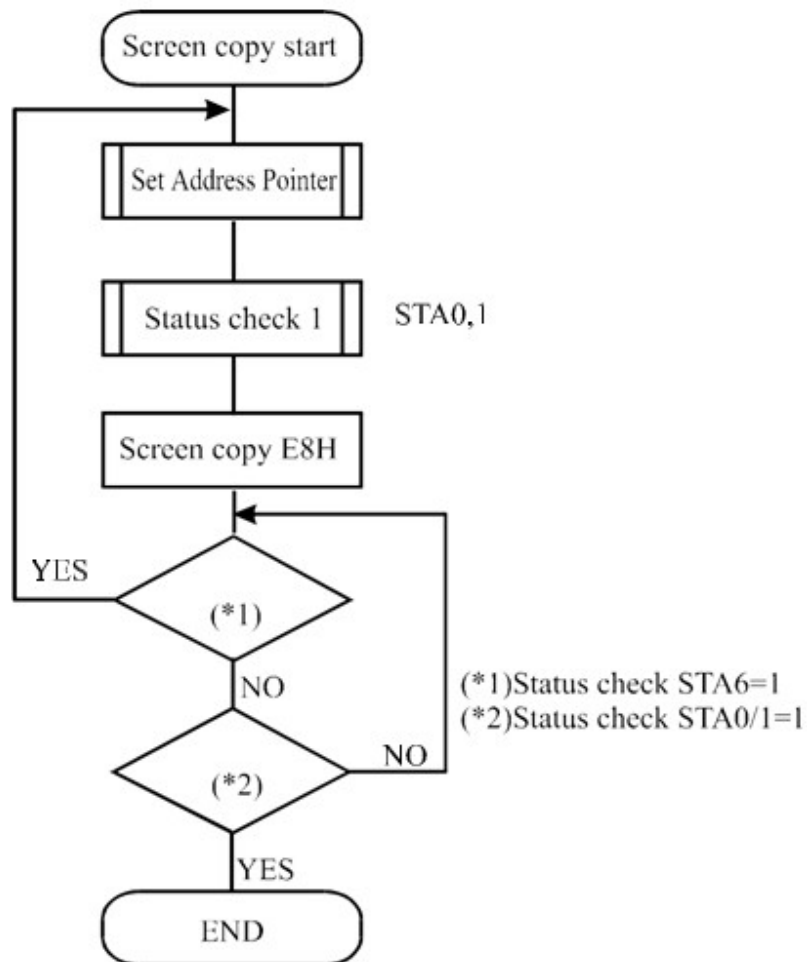 Screen copy start
Set Address Pointer
Status check 1
STA0,1
Screen copy E8H
YES
(*1)
NO
(*1)Status check STA6=1
(*2)Status check STA0/1=1
NO
(*2)
YES
END